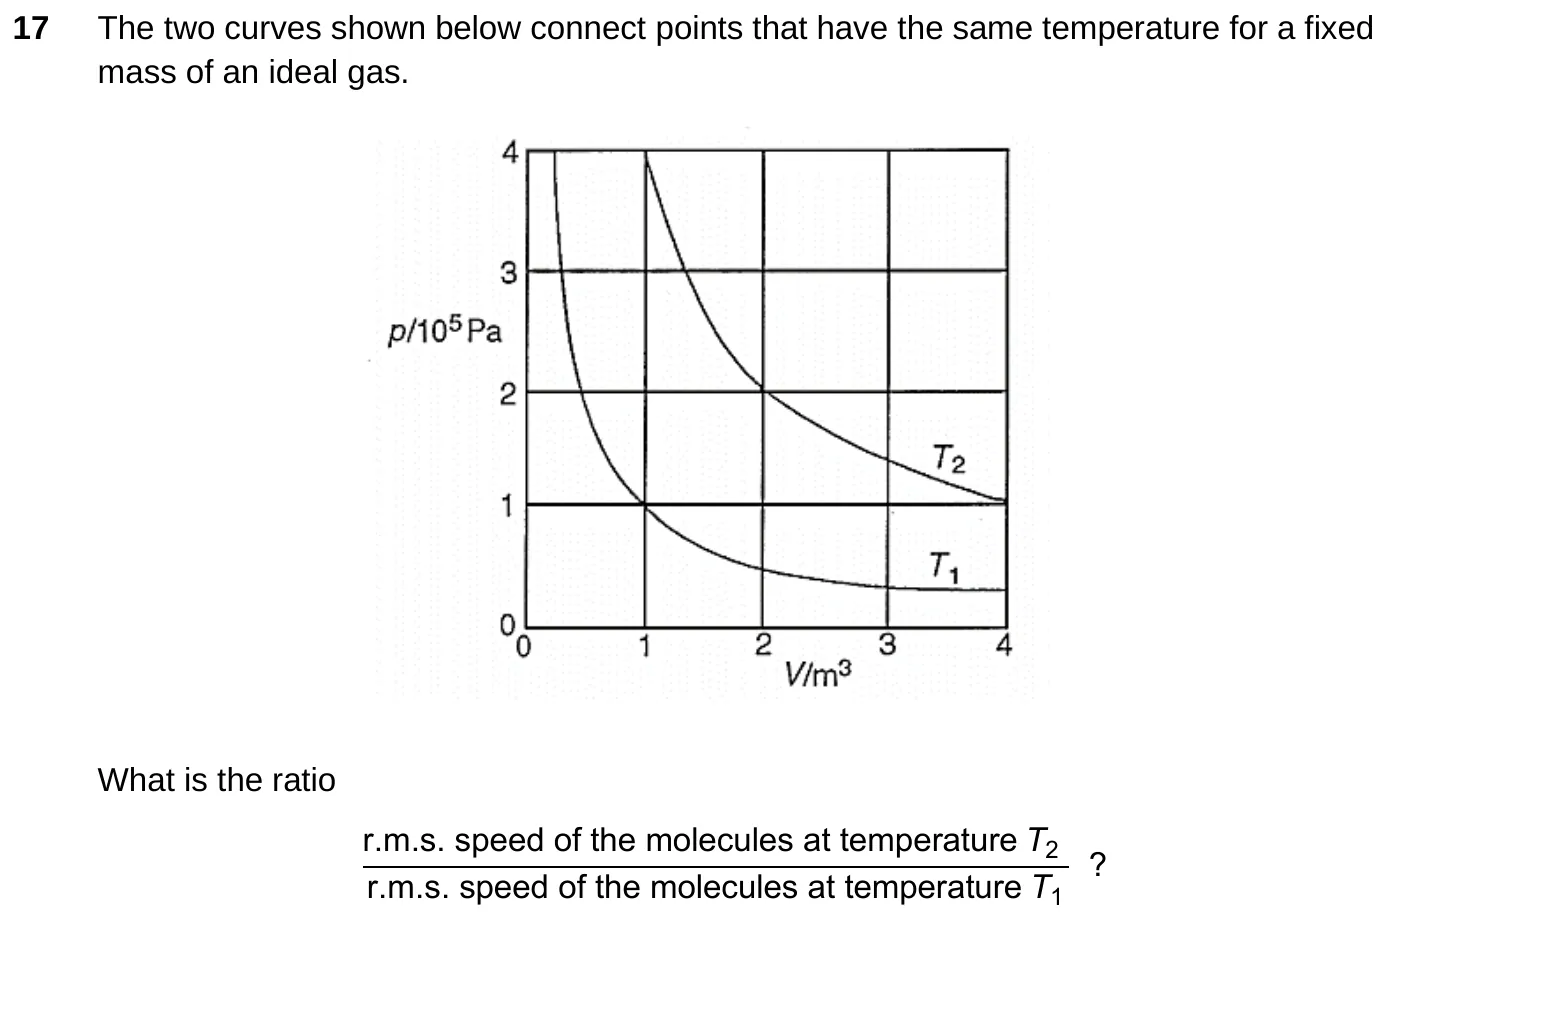 17 The two curves shown below connect points that have the same temperature for a fixed
mass of an ideal gas.
4
3
p/10⁵ Pa
2
T₂
1
T₁
0
0 1 2 3 4
V/m³
What is the ratio
r.m.s. speed of the molecules at temperature T₂
?
r.m.s. speed of the molecules at temperature T₁